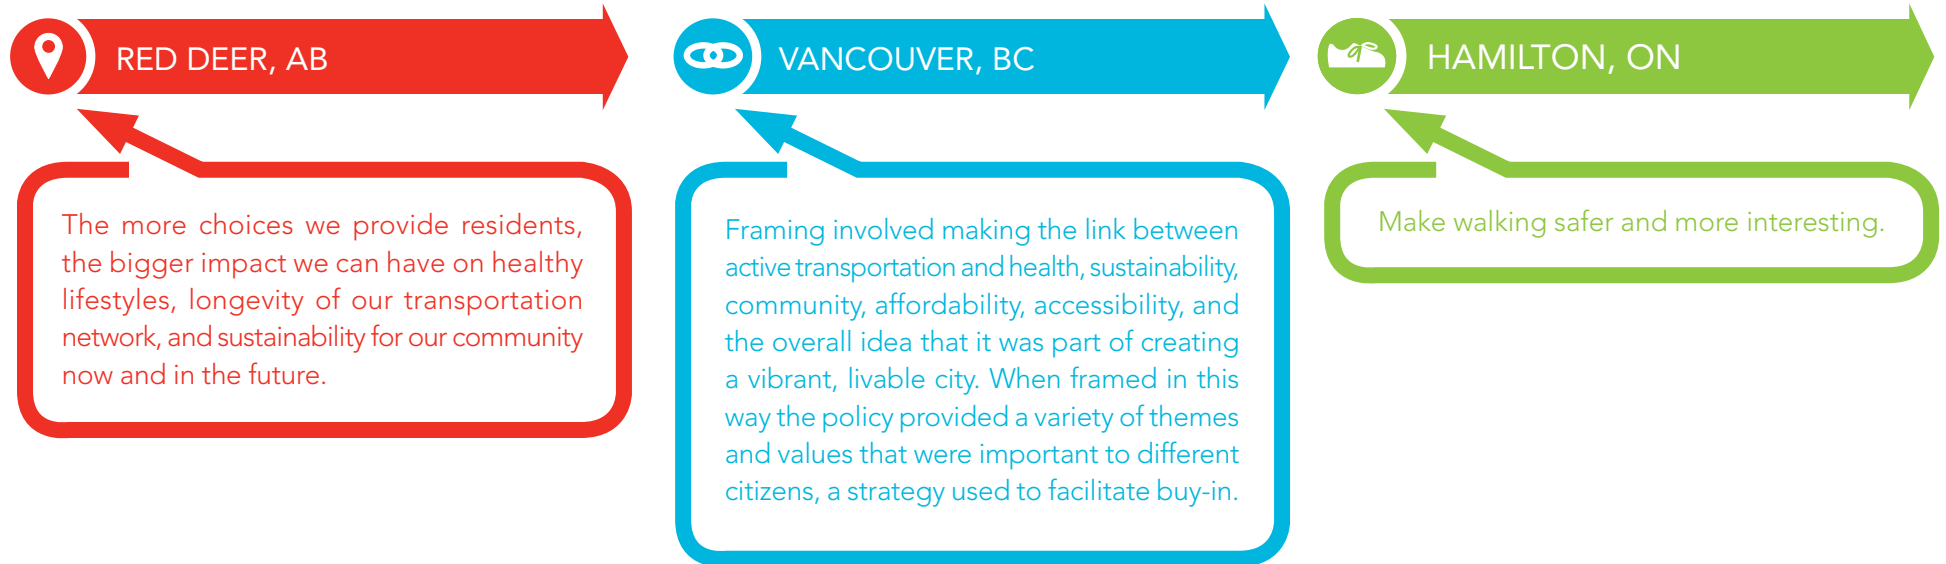 RED DEER, AB
The more choices we provide residents,
the bigger impact we can have on healthy
lifestyles, longevity of our transportation
network, and sustainability for our community
now and in the future.
VANCOUVER, BC
Framing involved making the link between
active transportation and health, sustainability,
community, affordability, accessibility, and
the overall idea that it was part of creating
a vibrant, livable city. When framed in this
way the policy provided a variety of themes
and values that were important to different
citizens, a strategy used to facilitate buy-in.
HAMILTON, ON
Make walking safer and more interesting.